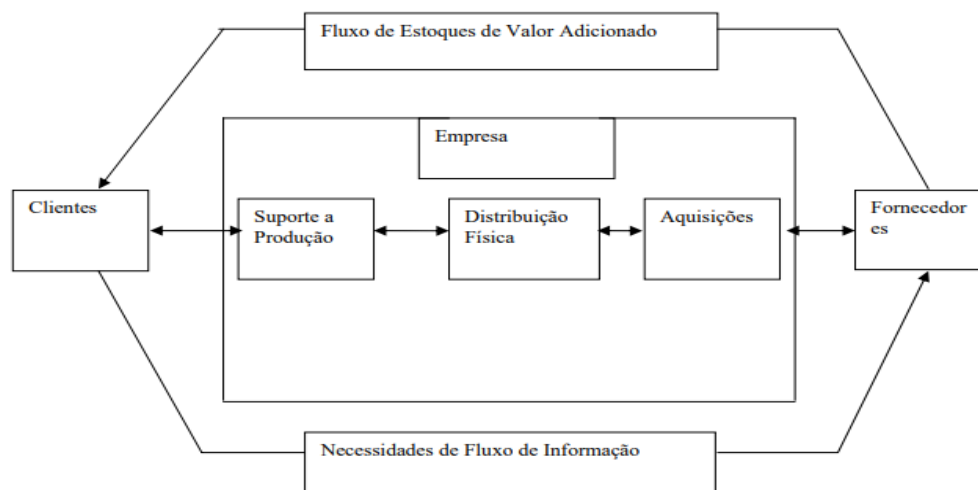 Fluxo de Estoques de Valor Adicionado
Empresa
Clientes
Suporte a
Produção
Distribuição
Física
Aquisições
Fornecedor
es
Necessidades de Fluxo de Informação